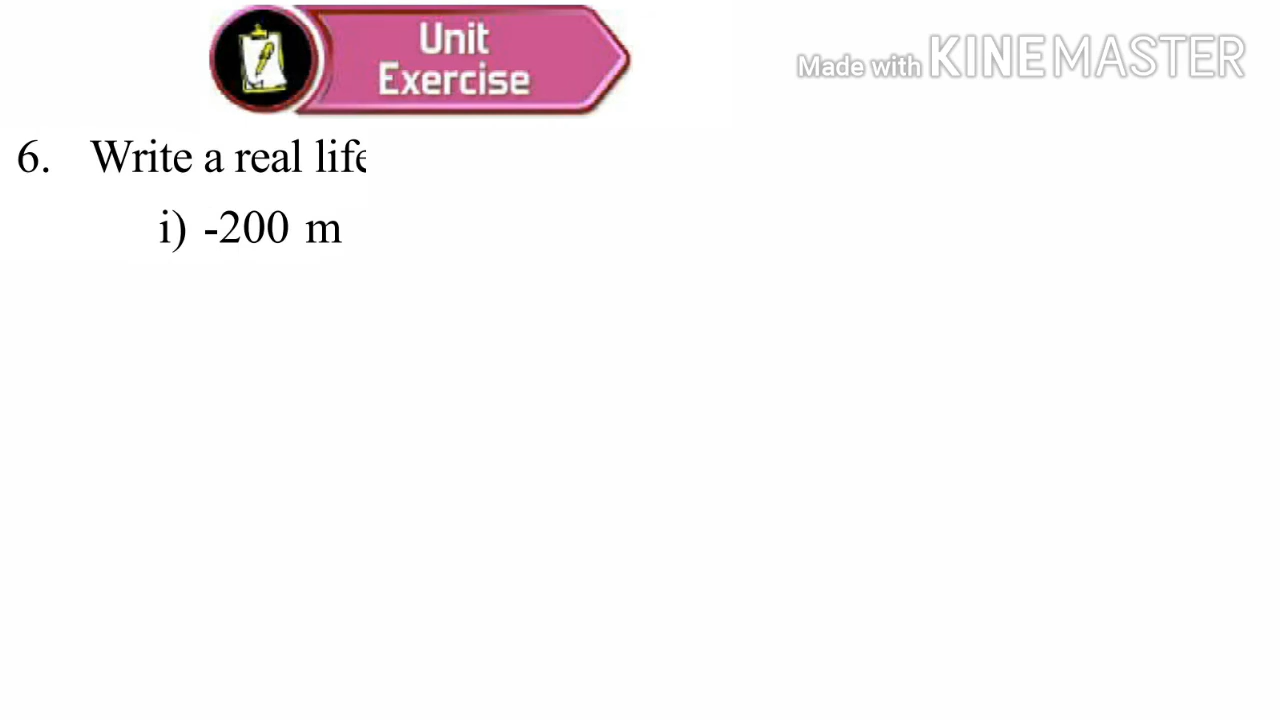 Unit
Exercise
Made with KINEMASTER
6. Write a real life
i) -200 m